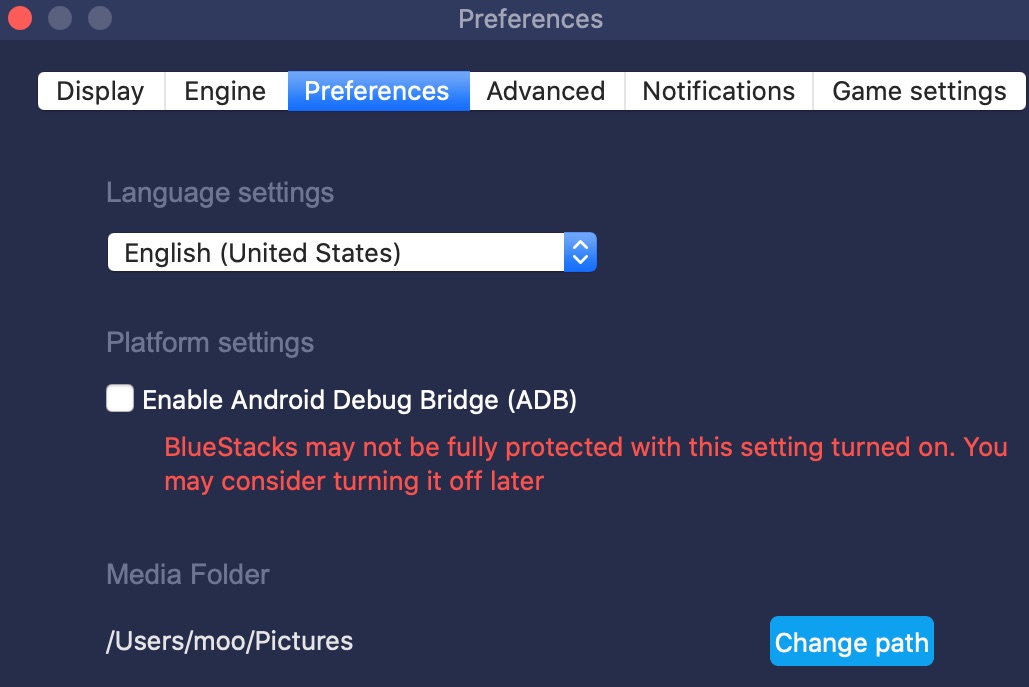 Preferences
Display Engine Preferences Advanced Notifications Game settings
Language settings
English (United States)
Platform settings
Enable Android Debug Bridge (ADB)
BlueStacks may not be fully protected with this setting turned on. You
may consider turning it off later
Media Folder
/Users/moo/Pictures Change path